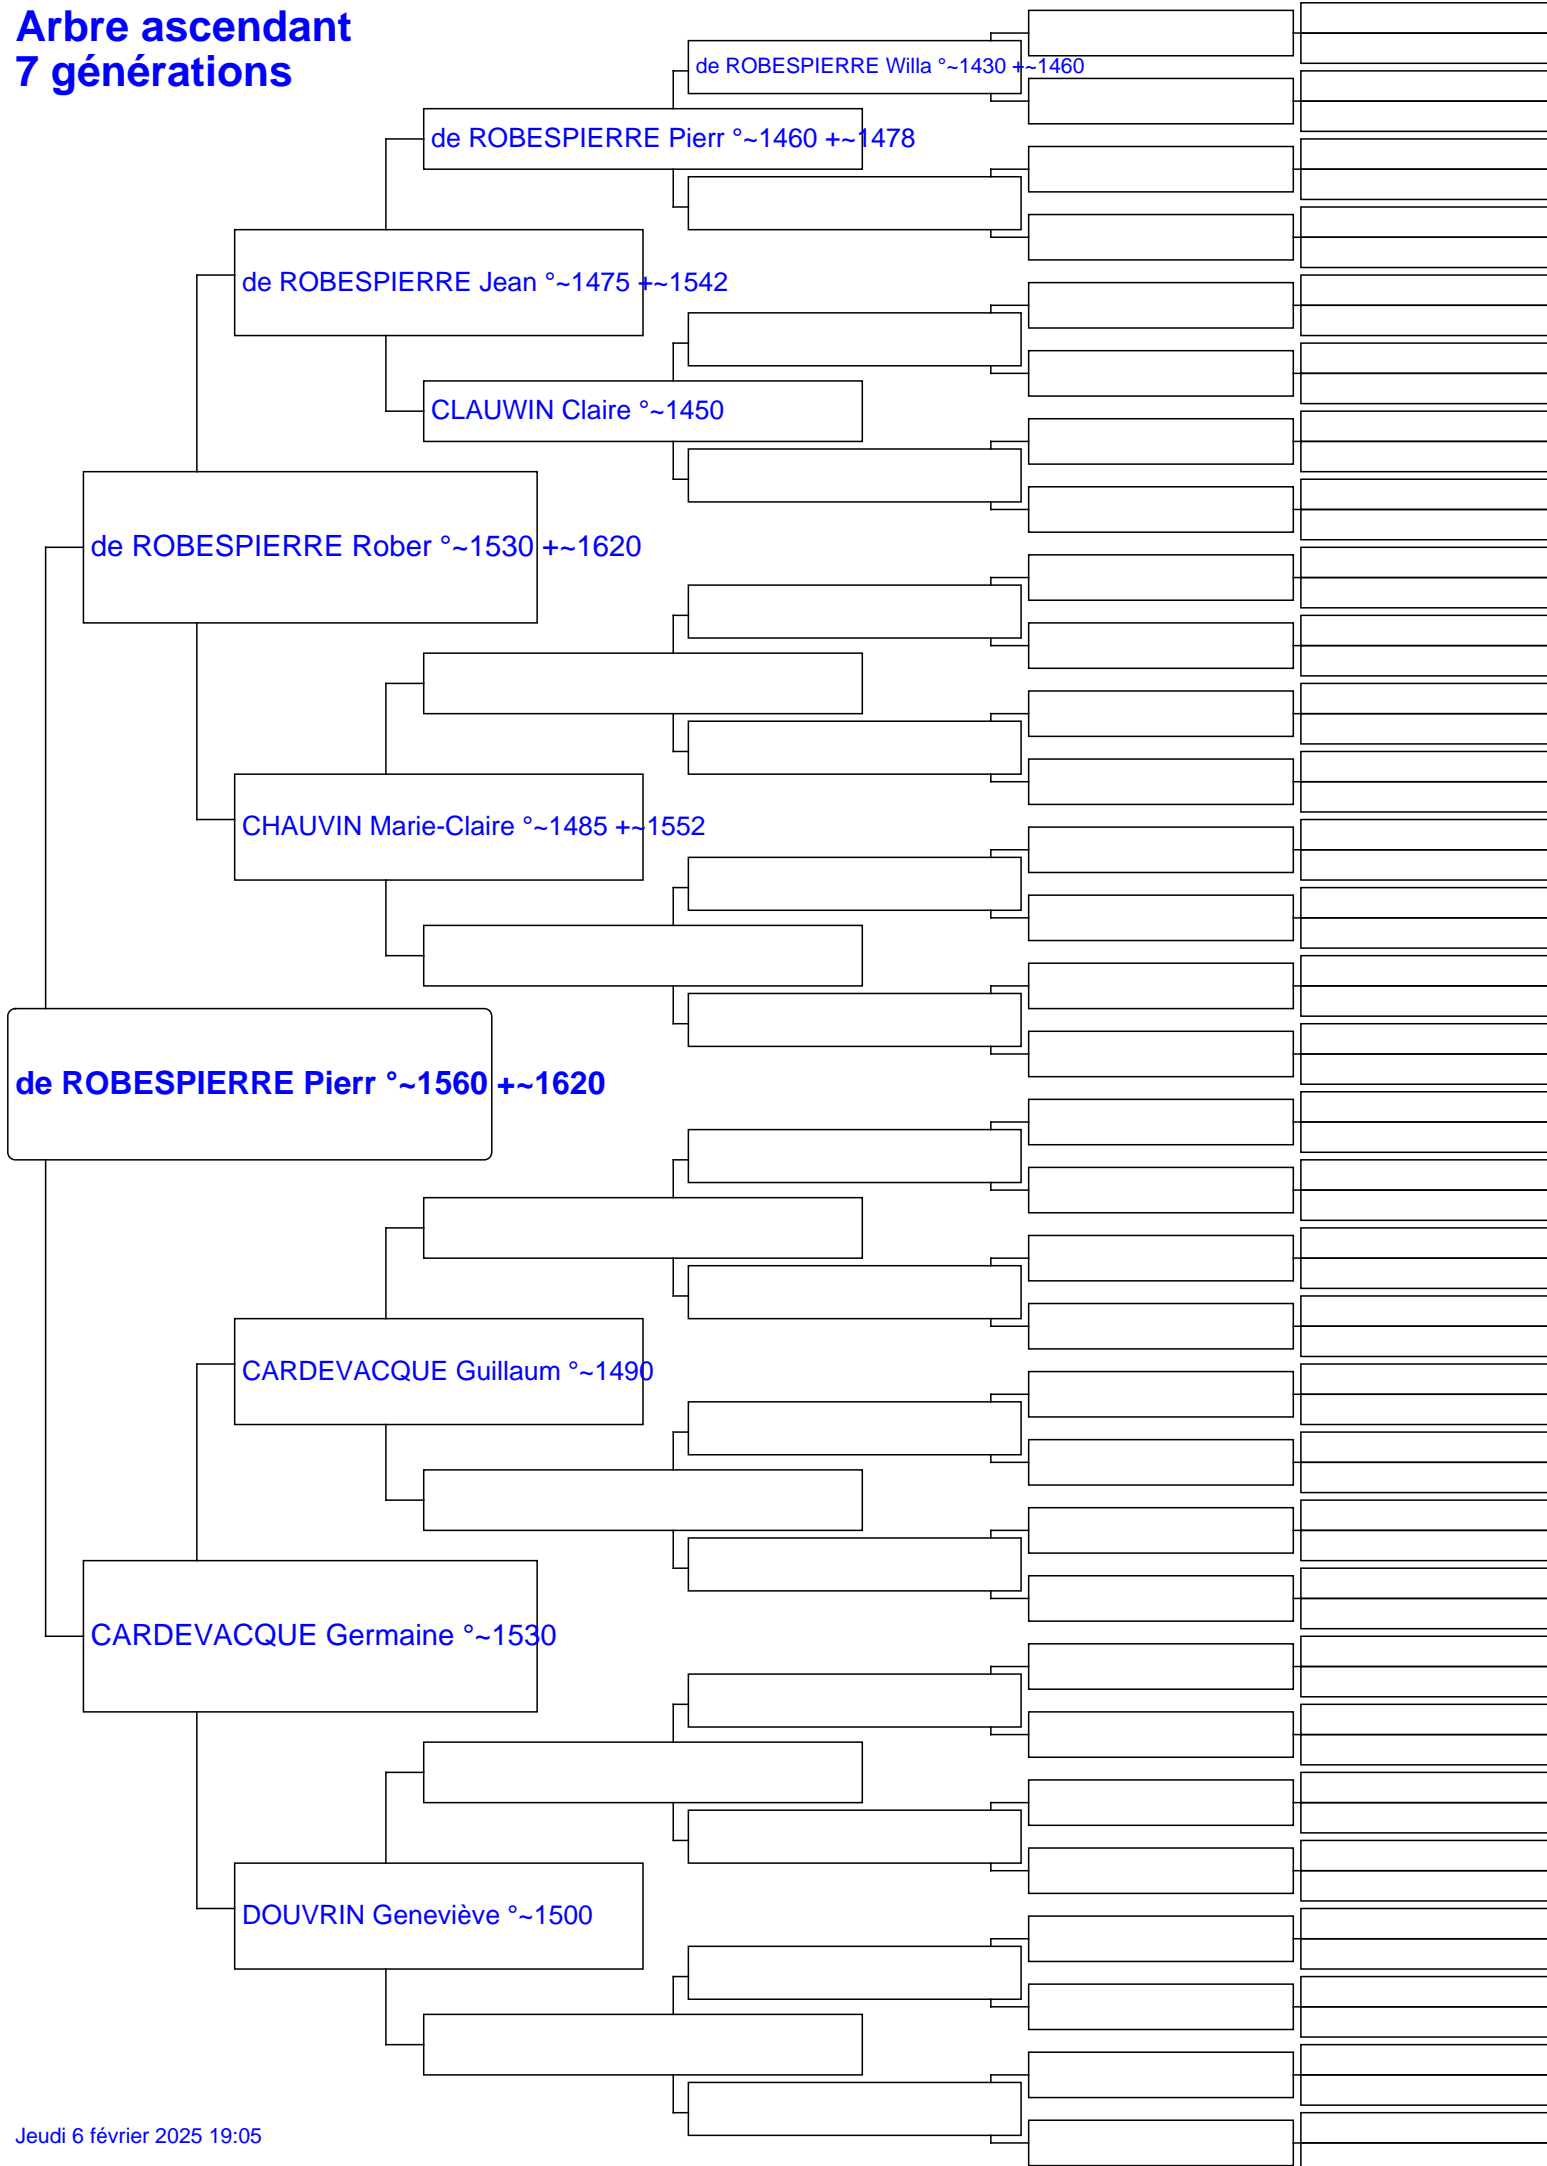 Arbre ascendant
7 générations
de ROBESPIERRE Willa °~1430 +~1460
de ROBESPIERRE Pierr °~1460 +~1478
de ROBESPIERRE Jean °~1475 +~1542
CLAUWIN Claire °~1450
de ROBESPIERRE Rober °~1530 +~1620
CHAUVIN Marie-Claire °~1485 +~1552
de ROBESPIERRE Pierr °~1560 +~1620
CARDEVACQUE Guillaum °~1490
CARDEVACQUE Germaine °~1530
DOUVRIN Geneviève °~1500
Jeudi 6 février 2025 19:05